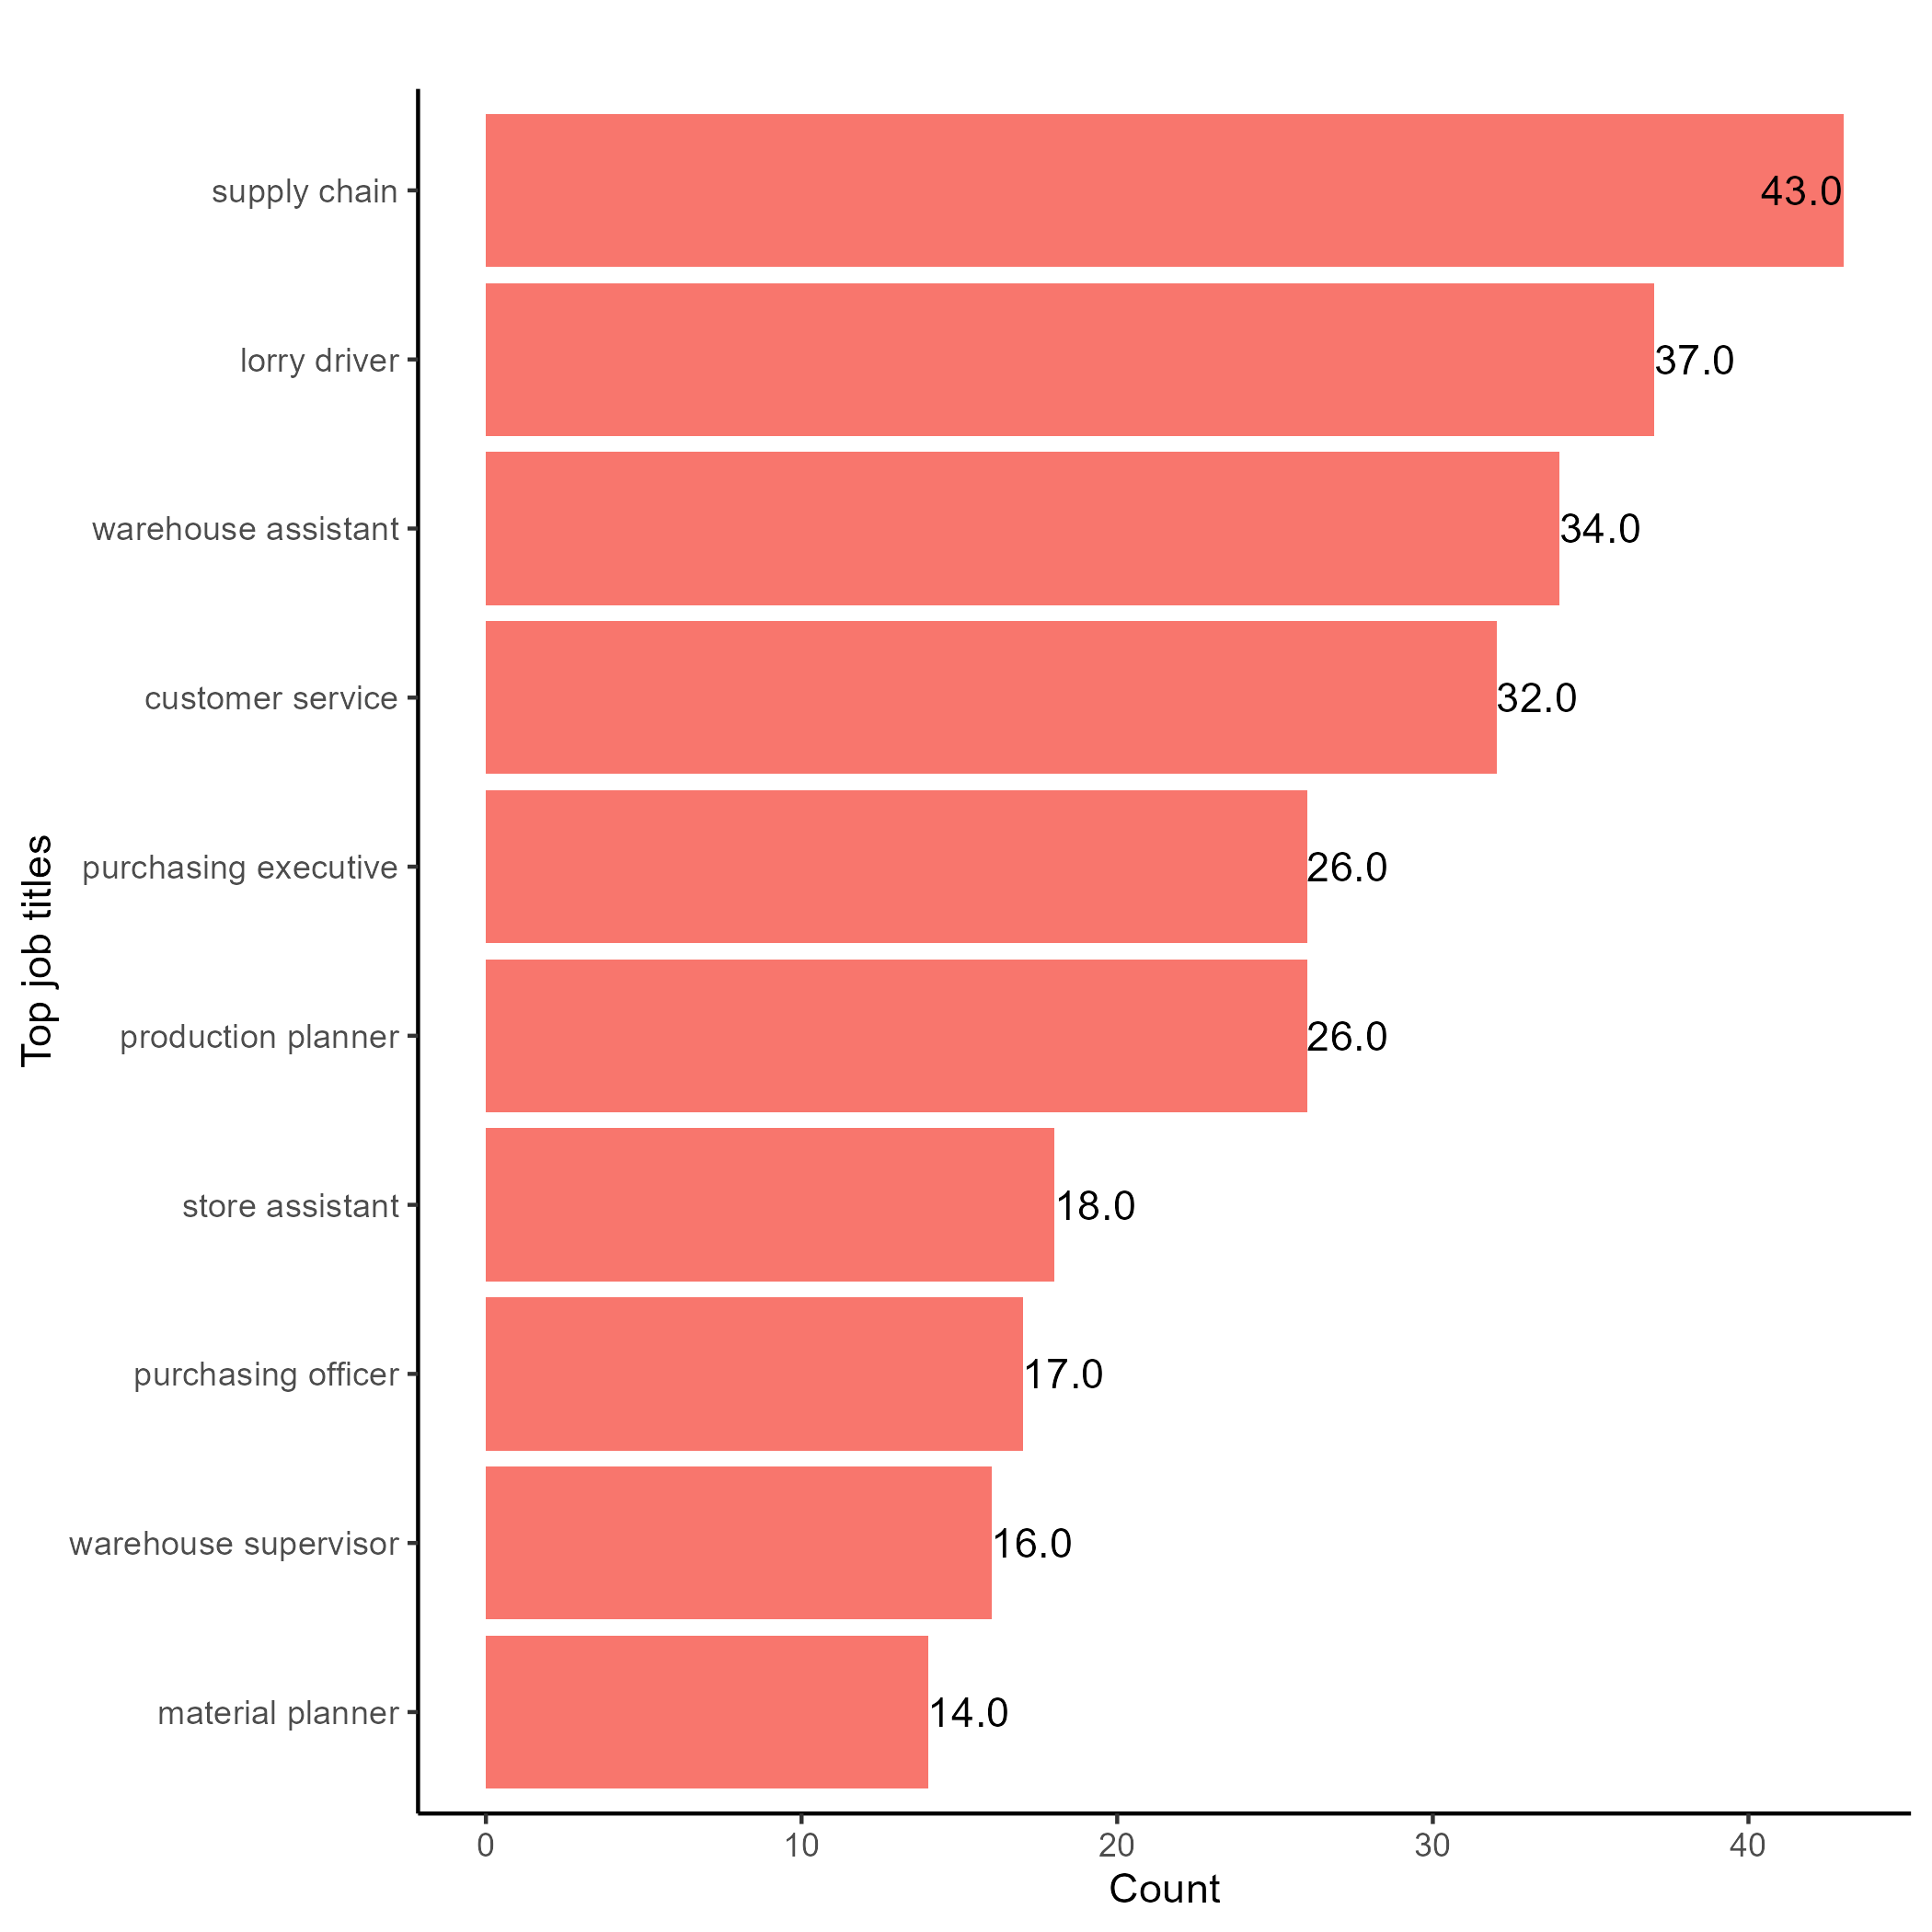 supply chain
43.0
lorry driver
37.0
warehouse assistant
34.0
customer service
32.0
purchasing executive
26.0
production planner
26.0
store assistant
18.0
purchasing officer
17.0
warehouse supervisor
16.0
material planner
14.0
Top job titles
0 10 20 30 40
Count